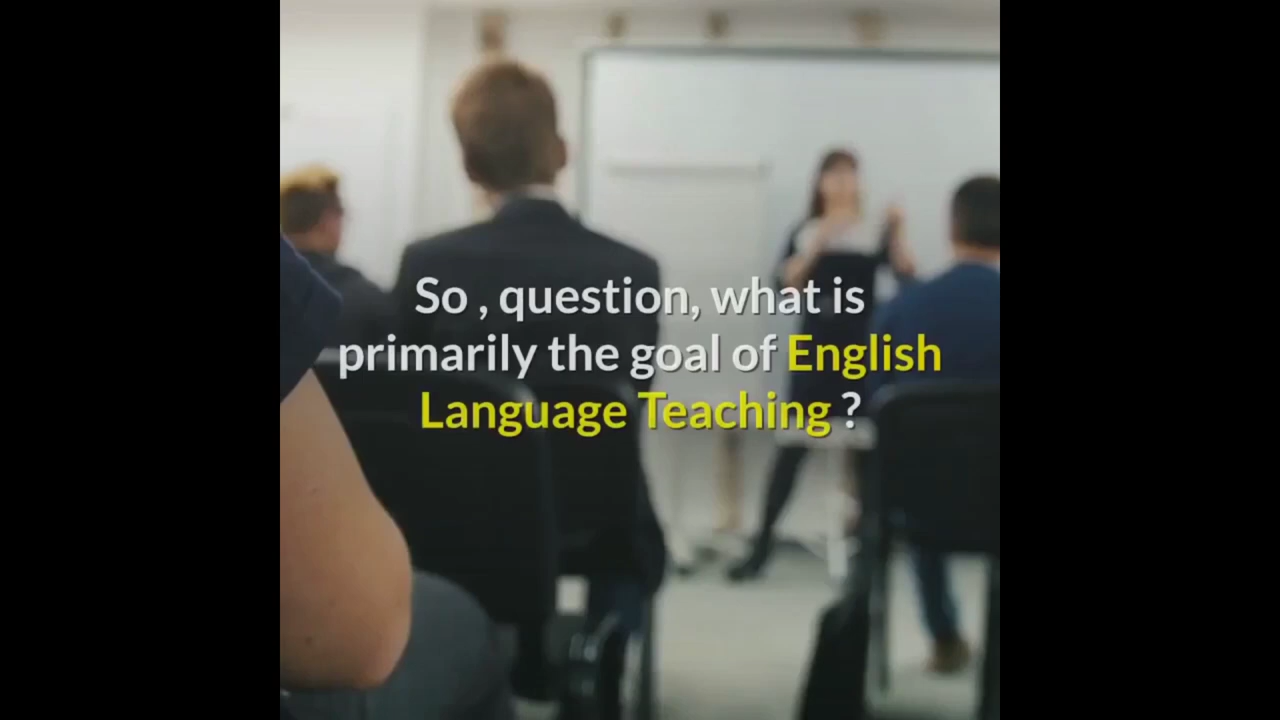 So , question, what is
primarily the goal of English
Language Teaching ?